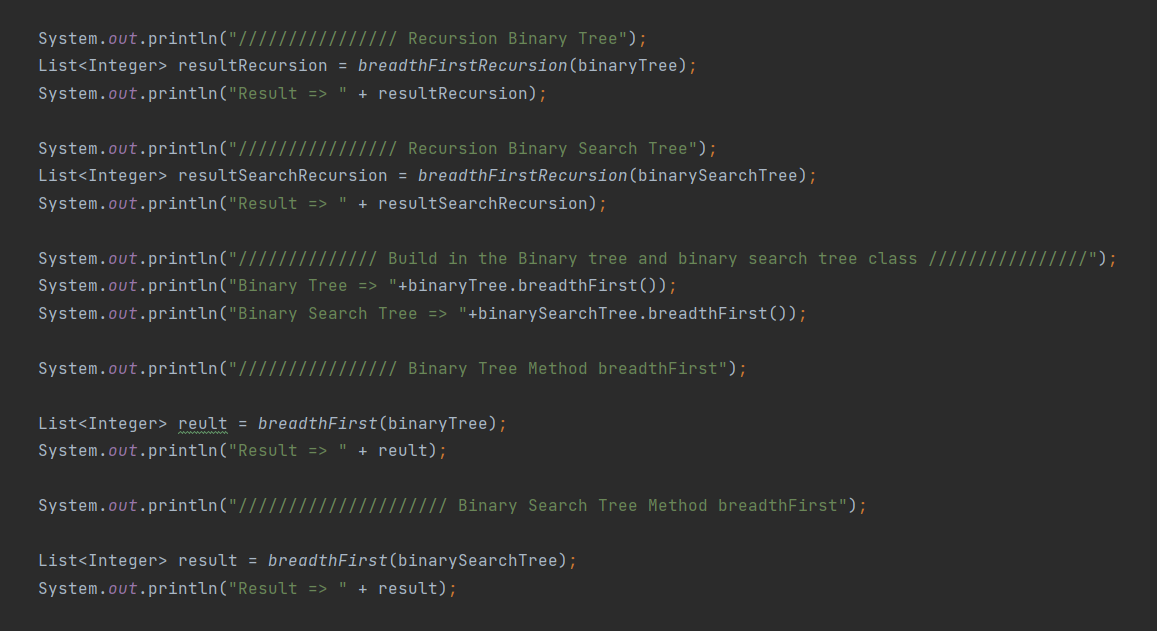 System.out.println("//////////////// Recursion Binary Tree");
List<Integer> resultRecursion = breadthFirstRecursion(binaryTree);
System.out.println("Result => " + resultRecursion);
System.out.println("//////////////// Recursion Binary Search Tree");
List<Integer> resultSearchRecursion = breadthFirstRecursion(binarySearchTree);
System.out.println("Result => " + resultSearchRecursion);
System.out.println("////////////// Build in the Binary tree and binary search tree class ////////////////");
System.out.println("Binary Tree => "+binaryTree.breadthFirst());
System.out.println("Binary Search Tree => "+binarySearchTree.breadthFirst());
System.out.println("//////////////// Binary Tree Method breadthFirst");
List<Integer> reult = breadthFirst(binaryTree);
System.out.println("Result => " + reult);
System.out.println("///////////////////// Binary Search Tree Method breadthFirst");
List<Integer> result = breadthFirst(binarySearchTree);
System.out.println("Result => " + result);